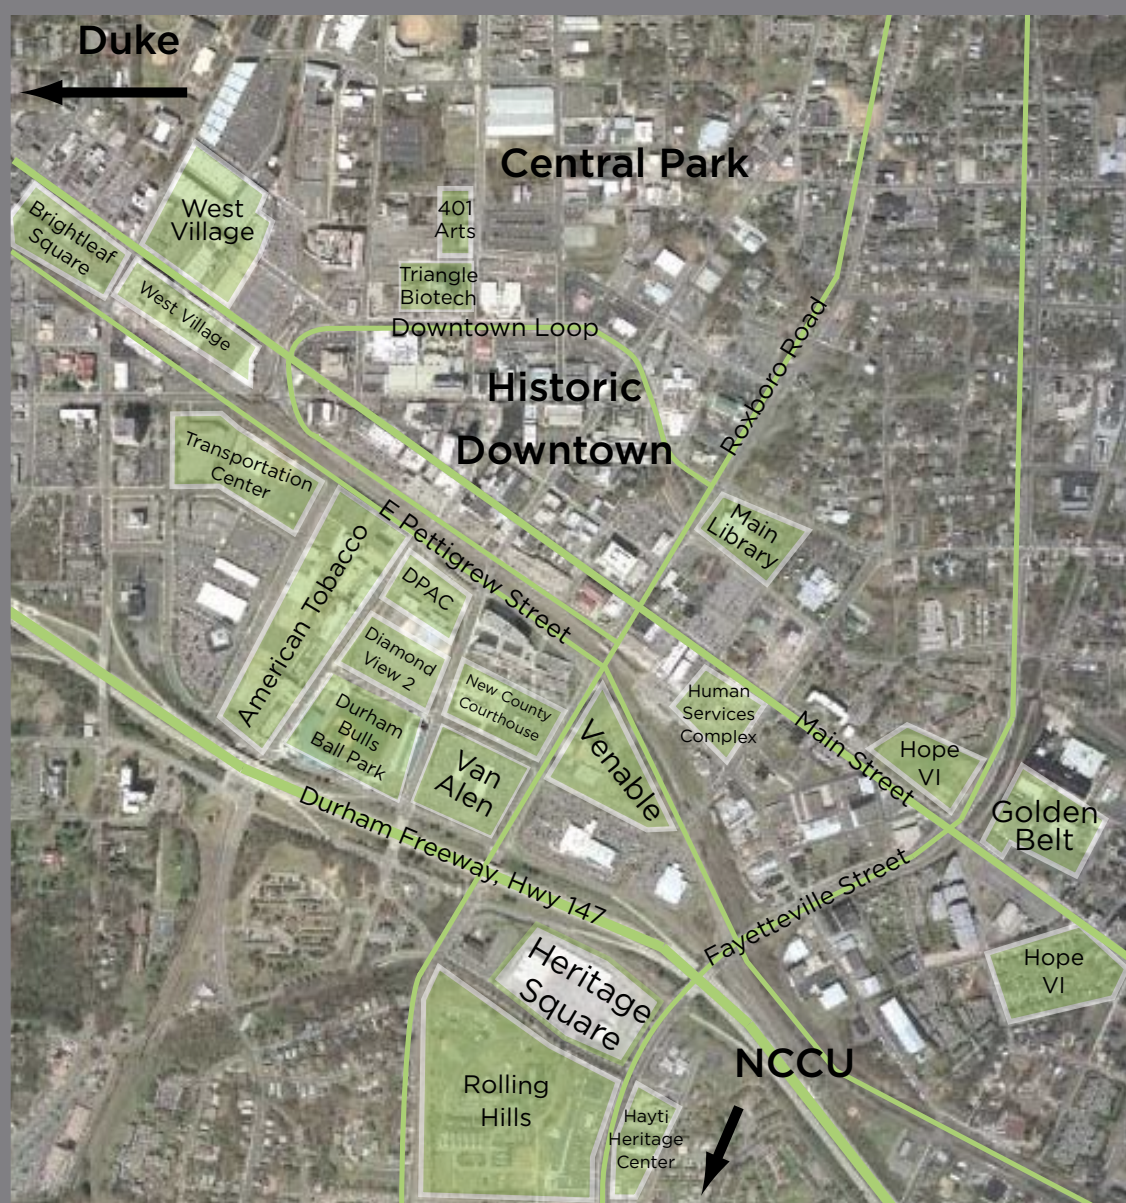 Duke
Central Park
401
Arts
West
Village
Brightleaf
Square
Triangle
Biotech
West Village
Downtown Loop
Roxboro Road
Historic
Downtown
Transportation
Center
Main
Library
E Pettigrew Street
American Tobacco
DPAC
Diamond
View 2
New County
Courthouse
Human
Services
Complex
Durham
Bulls
Ball Park
Venable
Main Street
Hope
VI
Van
Alen
Golden
Belt
Durham Freeway, Hwy 147
Fayetteville Street
Heritage
Square
Hope
VI
NCCU
Rolling
Hills
Hayti
Heritage
Center